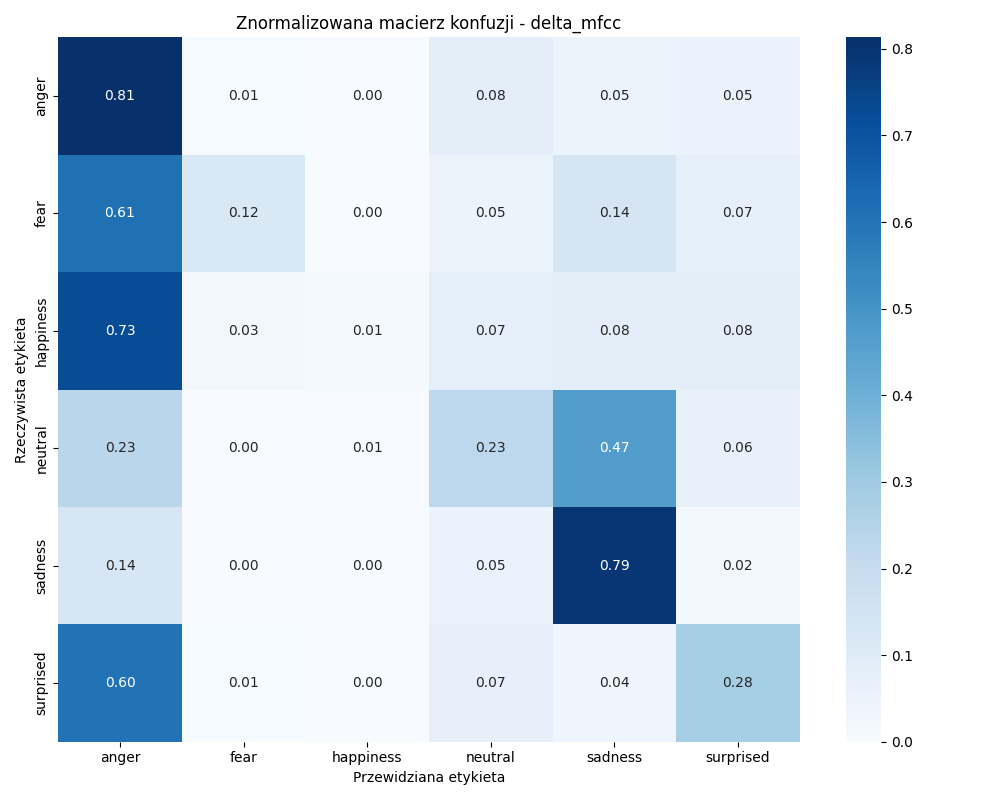 Znormalizowana macierz konfuzji - delta_mfcc
Rzeczywista etykieta
anger 0.81 0.01 0.00 0.08 0.05 0.05
fear 0.61 0.12 0.00 0.05 0.14 0.07
happiness 0.73 0.03 0.01 0.07 0.08 0.08
neutral 0.23 0.00 0.01 0.23 0.47 0.06
sadness 0.14 0.00 0.00 0.05 0.79 0.02
surprised 0.60 0.01 0.00 0.07 0.04 0.28
anger fear happiness neutral sadness surprised
Przewidziana etykieta
0.8
0.7
0.6
0.5
0.4
0.3
0.2
0.1
0.0